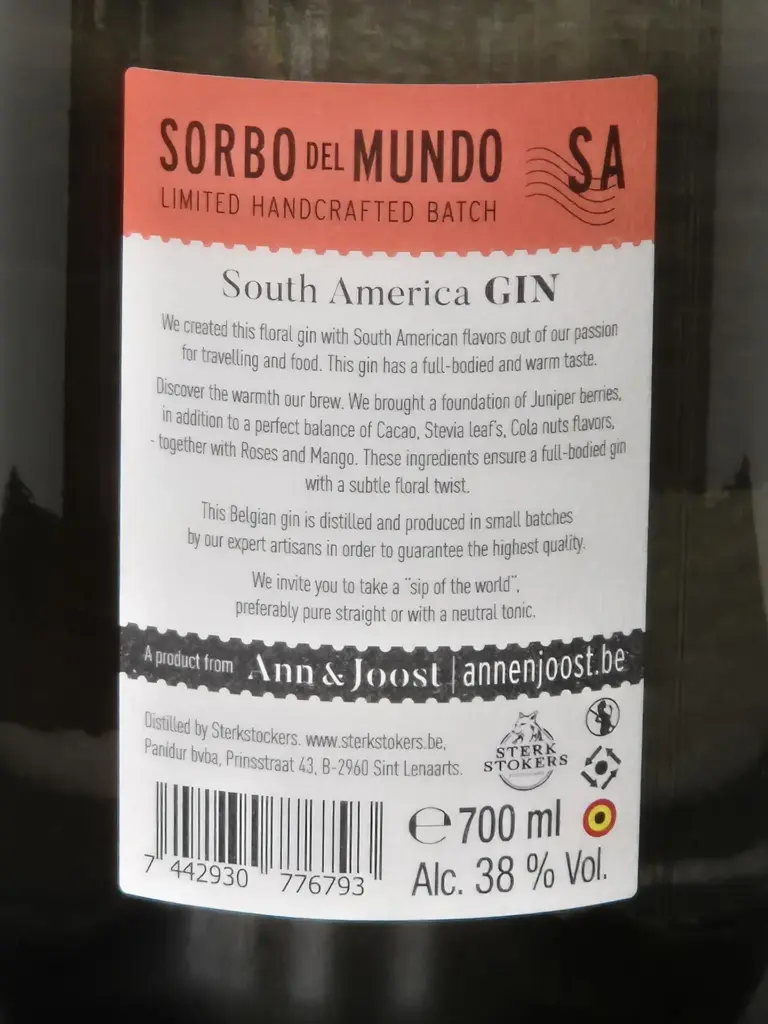 SORBO DEL MUNDO SA
LIMITED HANDCRAFTED BATCH
South America GIN
We created this floral gin with South American flavors out of our passion
for travelling and food. This gin has a full-bodied and warm taste.
Discover the warmth our brew. We brought a foundation of Juniper berries,
in addition to a perfect balance of Cacao, Stevia leaf's, Cola nuts flavors,
- together with Roses and Mango. These ingredients ensure a full-bodied gin
with a subtle floral twist.
This Belgian gin is distilled and produced in small batches
by our expert artisans in order to guarantee the highest quality.
We invite you to take a "sip of the world",
preferably pure straight or with a neutral tonic.
A product from Ann & Joost | annenjoost.be
Distilled by Sterkstockers. www.sterkstokers.be,
Panidur bvba, Prinsstraat 43, B-2960 Sint Lenaarts.
STERK
STOKERS
7 442930 776793
℮ 700 ml
Alc. 38 % Vol.